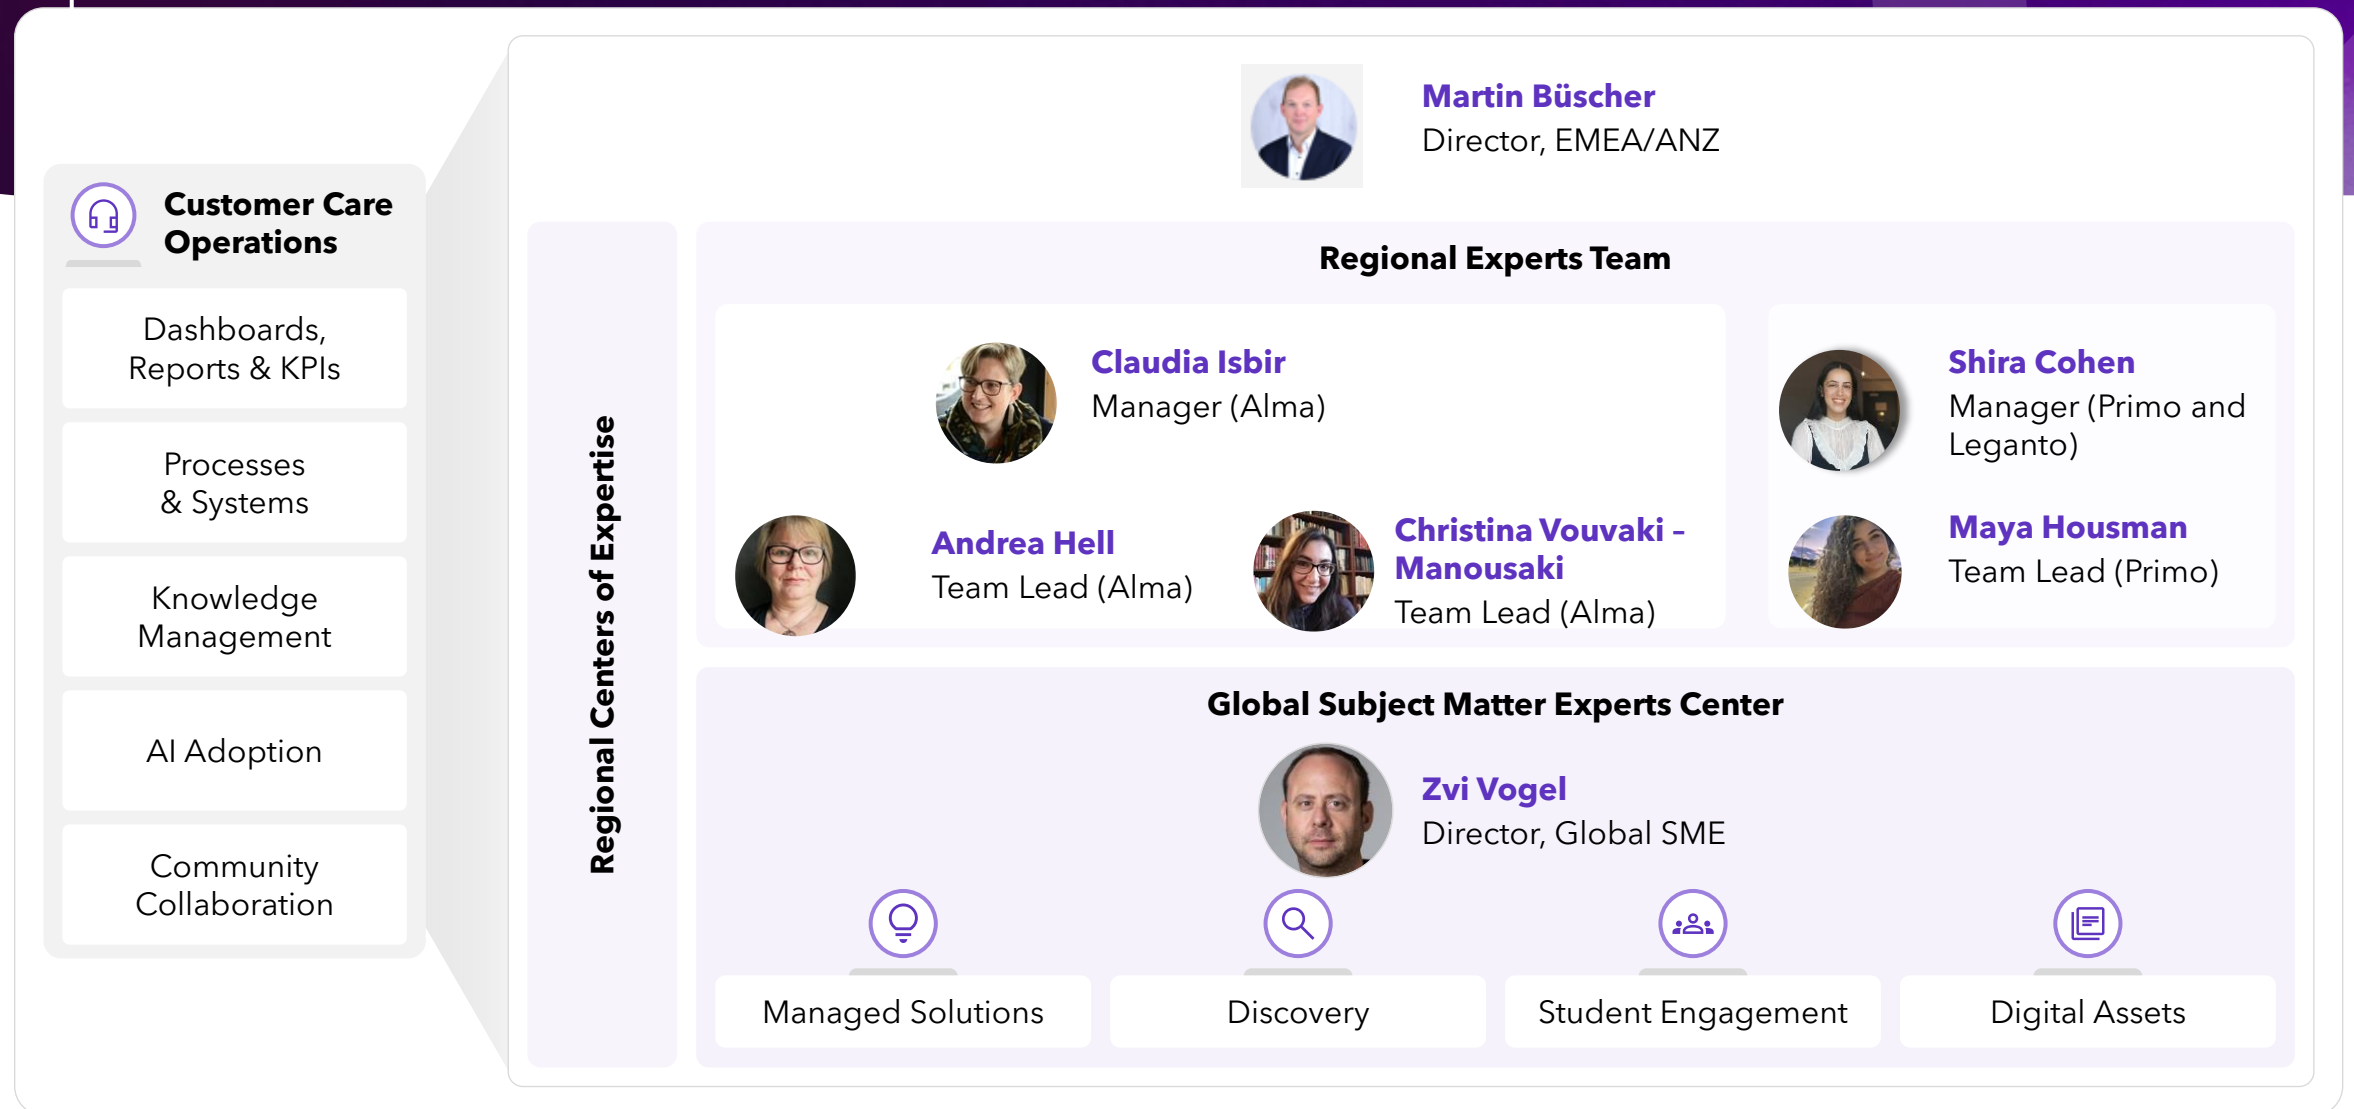 Customer Care
Operations
Dashboards,
Reports & KPIs
Processes
& Systems
Knowledge
Management
AI Adoption
Community
Collaboration
Martin Büscher
Director, EMEA/ANZ
Regional Centers of Expertise
Regional Experts Team
Claudia Isbir
Manager (Alma)
Andrea Hell
Team Lead (Alma)
Christina Vouvaki –
Manousaki
Team Lead (Alma)
Shira Cohen
Manager (Primo and
Leganto)
Maya Housman
Team Lead (Primo)
Global Subject Matter Experts Center
Zvi Vogel
Director, Global SME
Managed Solutions
Discovery
Student Engagement
Digital Assets